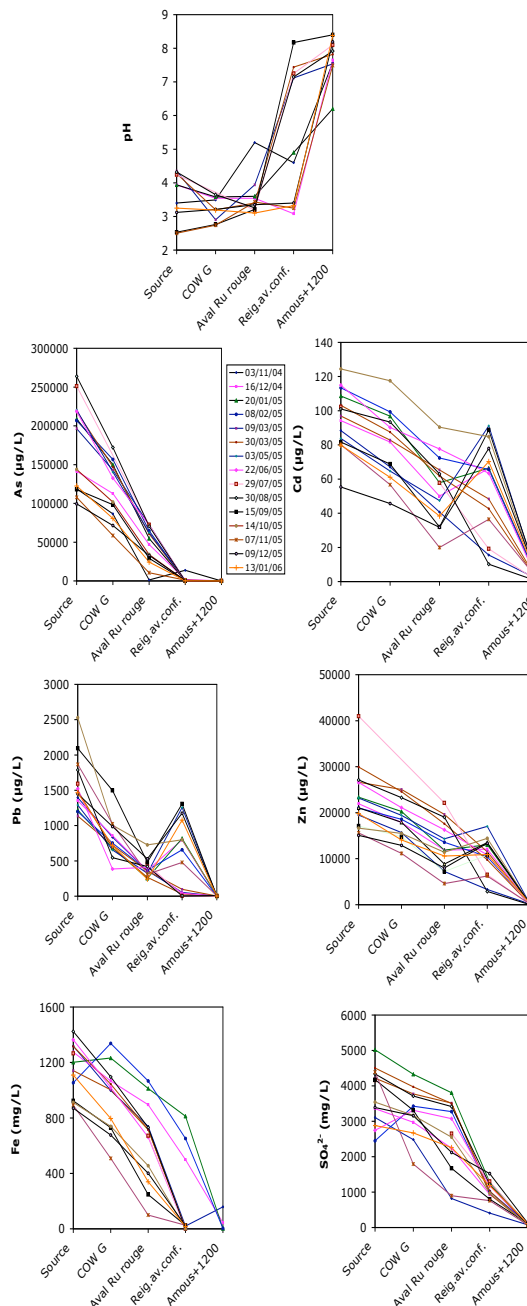 9
8
7
6
5
4
3
2
pH
Source
COW G
Aval Ru rouge
Reig.av.conf.
Amous+1200
300000
250000
200000
150000
100000
50000
0
As (µg/L)
Source
COW G
Aval Ru rouge
Reig.av.conf.
Amous+1200
03/11/04
16/12/04
20/01/05
08/02/05
09/03/05
30/03/05
03/05/05
22/06/05
29/07/05
30/08/05
15/09/05
14/10/05
07/11/05
09/12/05
13/01/06
140
120
100
80
60
40
20
0
Cd (µg/L)
Source
COW G
Aval Ru rouge
Reig.av.conf.
Amous+1200
3000
2500
2000
1500
1000
500
0
Pb (µg/L)
Source
COW G
Aval Ru rouge
Reig.av.conf.
Amous+1200
50000
40000
30000
20000
10000
0
Zn (µg/L)
Source
COW G
Aval Ru rouge
Reig.av.conf.
Amous+1200
1600
1200
800
400
0
Fe (mg/L)
Source
COW G
Aval Ru rouge
Reig.av.conf.
Amous+1200
6000
5000
4000
3000
2000
1000
0
SO₄²⁻ (mg/L)
Source
COW G
Aval Ru rouge
Reig.av.conf.
Amous+1200